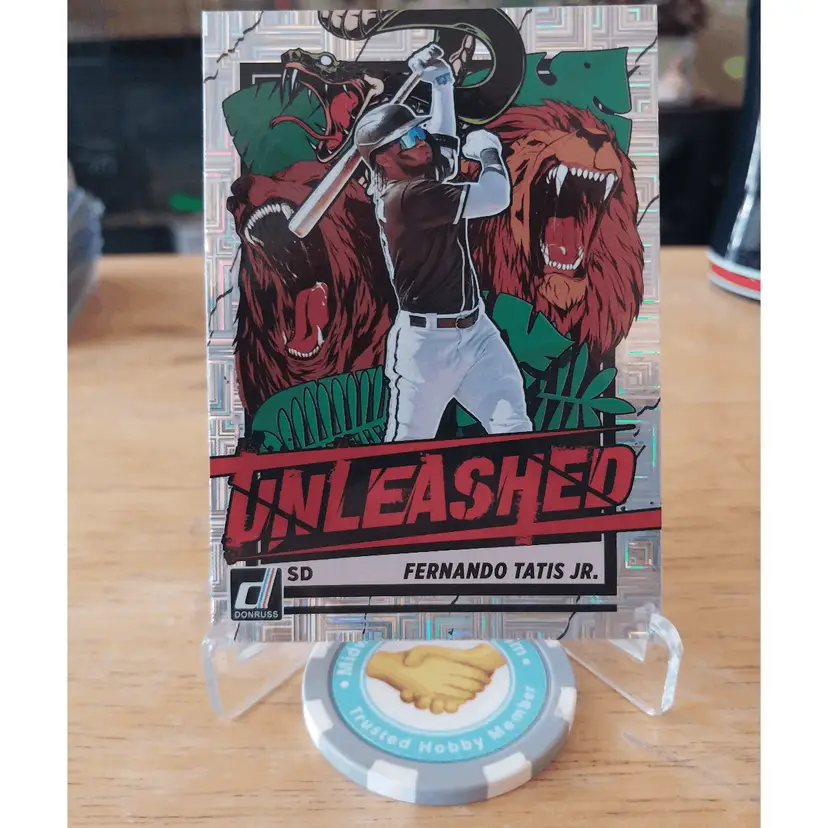 UNLEASHED
SD
FERNANDO TATIS JR.
DONRUSS
Trusted Hobby Member